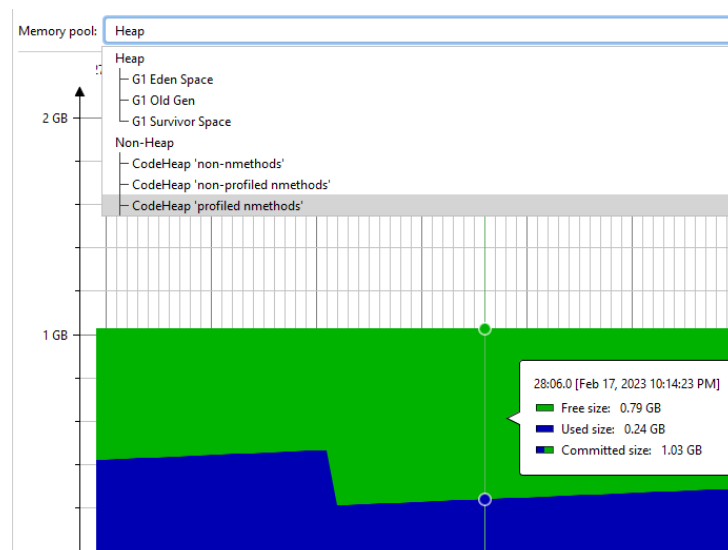 Memory pool: Heap
Heap
G1 Eden Space
G1 Old Gen
G1 Survivor Space
Non-Heap
CodeHeap 'non-nmethods'
CodeHeap 'non-profiled nmethods'
CodeHeap 'profiled nmethods'
2 GB
1 GB
28:06.0 [Feb 17, 2023 10:14:23 PM]
Free size: 0.79 GB
Used size: 0.24 GB
Committed size: 1.03 GB